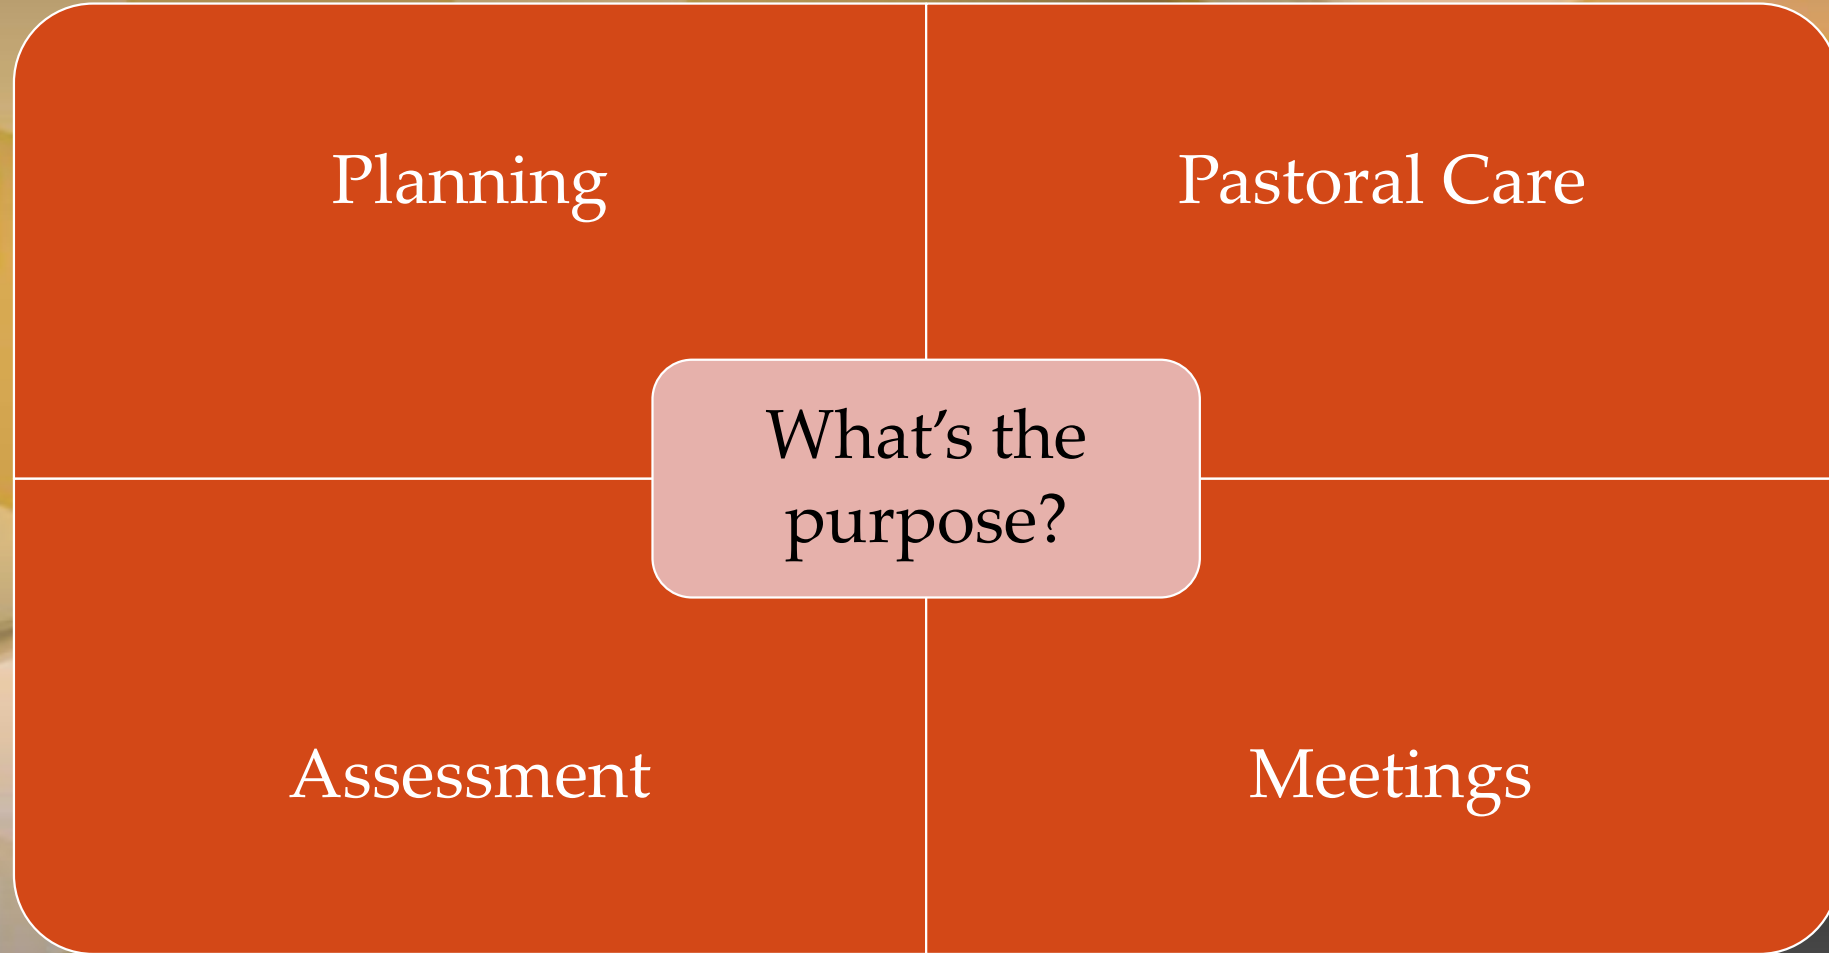 Planning
Pastoral Care
What’s the
purpose?
Assessment
Meetings